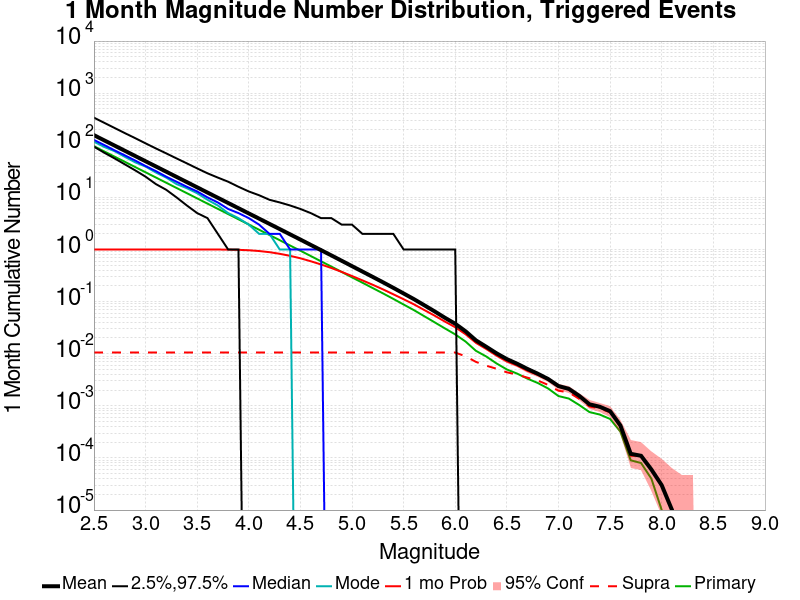 1 Month Magnitude Number Distribution, Triggered Events
10^4
10^3
10^2
10^1
10^0
10^-1
10^-2
10^-3
10^-4
10^-5
1 Month Cumulative Number
2.5 3.0 3.5 4.0 4.5 5.0 5.5 6.0 6.5 7.0 7.5 8.0 8.5 9.0
Magnitude
Mean 2.5%,97.5% Median Mode 1 mo Prob 95% Conf Supra Primary